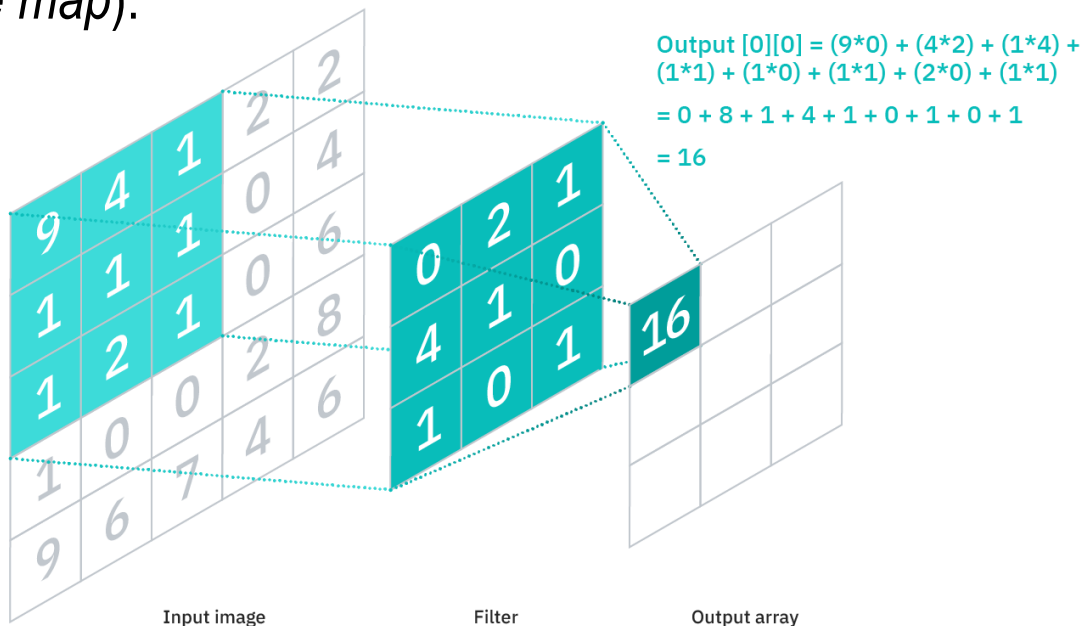 map).
Output [0][0] = (9*0) + (4*2) + (1*4) +
(1*1) + (1*0) + (1*1) + (2*0) + (1*1)
= 0 + 8 + 1 + 4 + 1 + 0 + 1 + 0 + 1
= 16
9 4 1 2 2
1 1 1 0 4
1 2 1 0 6
1 0 0 2 8
9 6 7 4 6
0 2 1
4 1 0
1 0 1
16
Input image
Filter
Output array